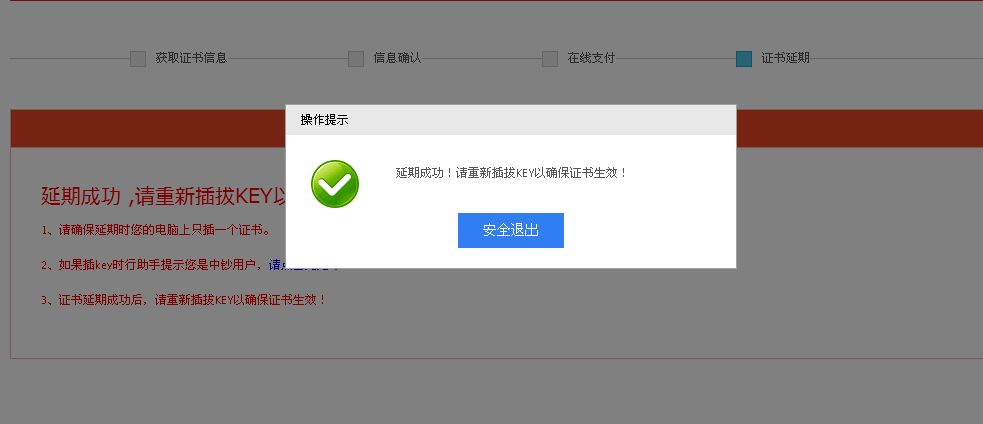 获取证书信息 信息确认 在线支付 证书延期
操作提示
延期成功！请重新插拔KEY以确保证书生效！
安全退出
延期成功 ,请重新插拔KEY以
1、请确保延期时您的电脑上只插一个证书。
2、如果插key时行助手提示您是中钞用户，请点
3、证书延期成功后，请重新插拔KEY以确保证书生效！